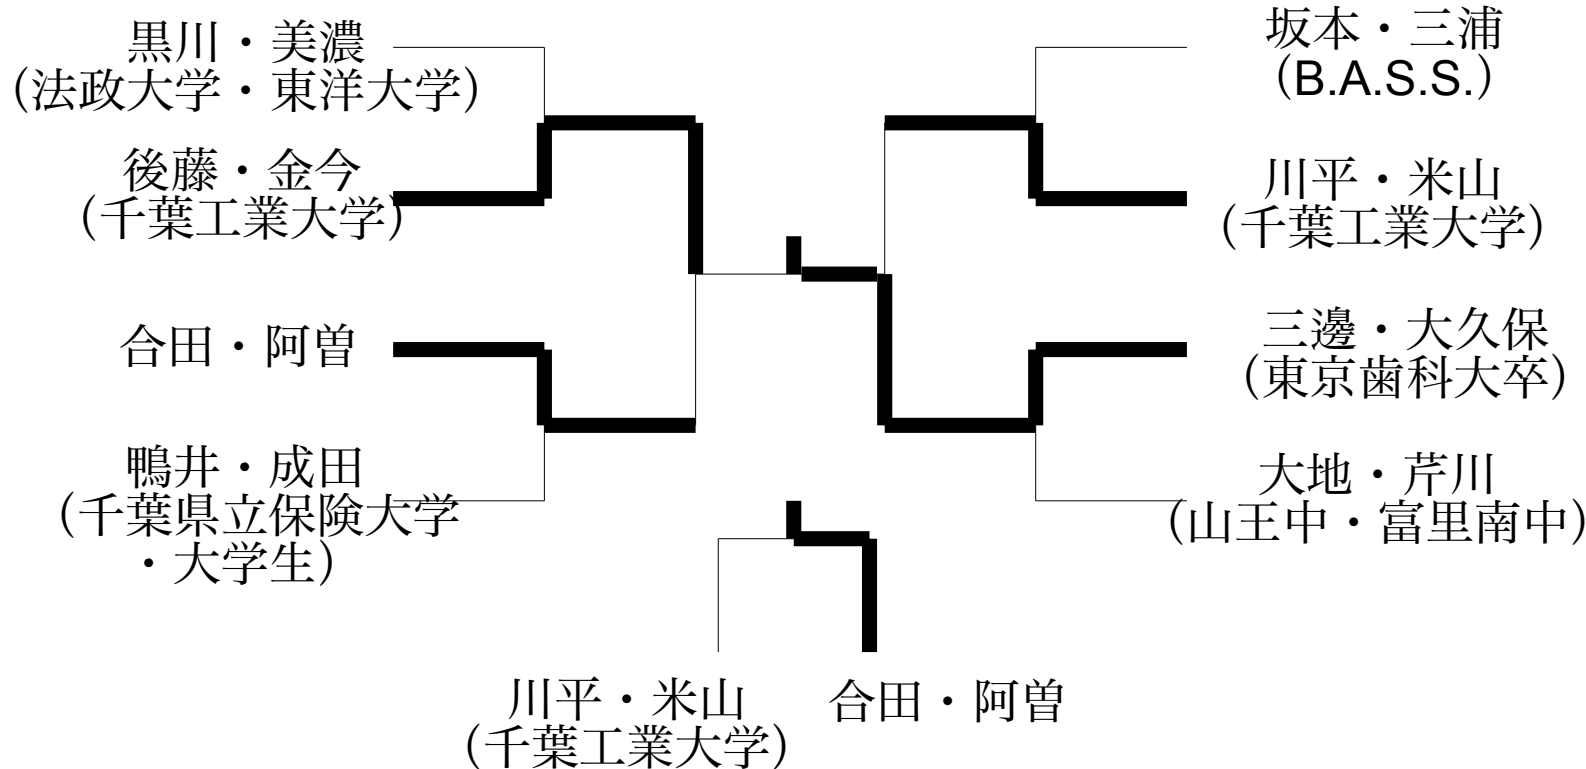 黒川・美濃
(法政大学・東洋大学)
後藤・金今
(千葉工業大学)
合田・阿曽
鴨井・成田
(千葉県立保険大学
・大学生)
坂本・三浦
(B.A.S.S.)
川平・米山
(千葉工業大学)
三邊・大久保
(東京歯科大卒)
大地・芹川
(山王中・富里南中)
川平・米山
(千葉工業大学)
合田・阿曽